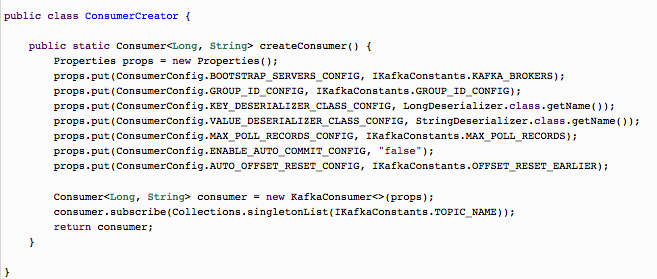 public class ConsumerCreator {
public static Consumer<Long, String> createConsumer() {
Properties props = new Properties();
props.put(ConsumerConfig.BOOTSTRAP_SERVERS_CONFIG, IKafkaConstants.KAFKA_BROKERS);
props.put(ConsumerConfig.GROUP_ID_CONFIG, IKafkaConstants.GROUP_ID_CONFIG);
props.put(ConsumerConfig.KEY_DESERIALIZER_CLASS_CONFIG, LongDeserializer.class.getName());
props.put(ConsumerConfig.VALUE_DESERIALIZER_CLASS_CONFIG, StringDeserializer.class.getName());
props.put(ConsumerConfig.MAX_POLL_RECORDS_CONFIG, IKafkaConstants.MAX_POLL_RECORDS);
props.put(ConsumerConfig.ENABLE_AUTO_COMMIT_CONFIG, "false");
props.put(ConsumerConfig.AUTO_OFFSET_RESET_CONFIG, IKafkaConstants.OFFSET_RESET_EARLIER);
Consumer<Long, String> consumer = new KafkaConsumer<>(props);
consumer.subscribe(Collections.singletonList(IKafkaConstants.TOPIC_NAME));
return consumer;
}
}